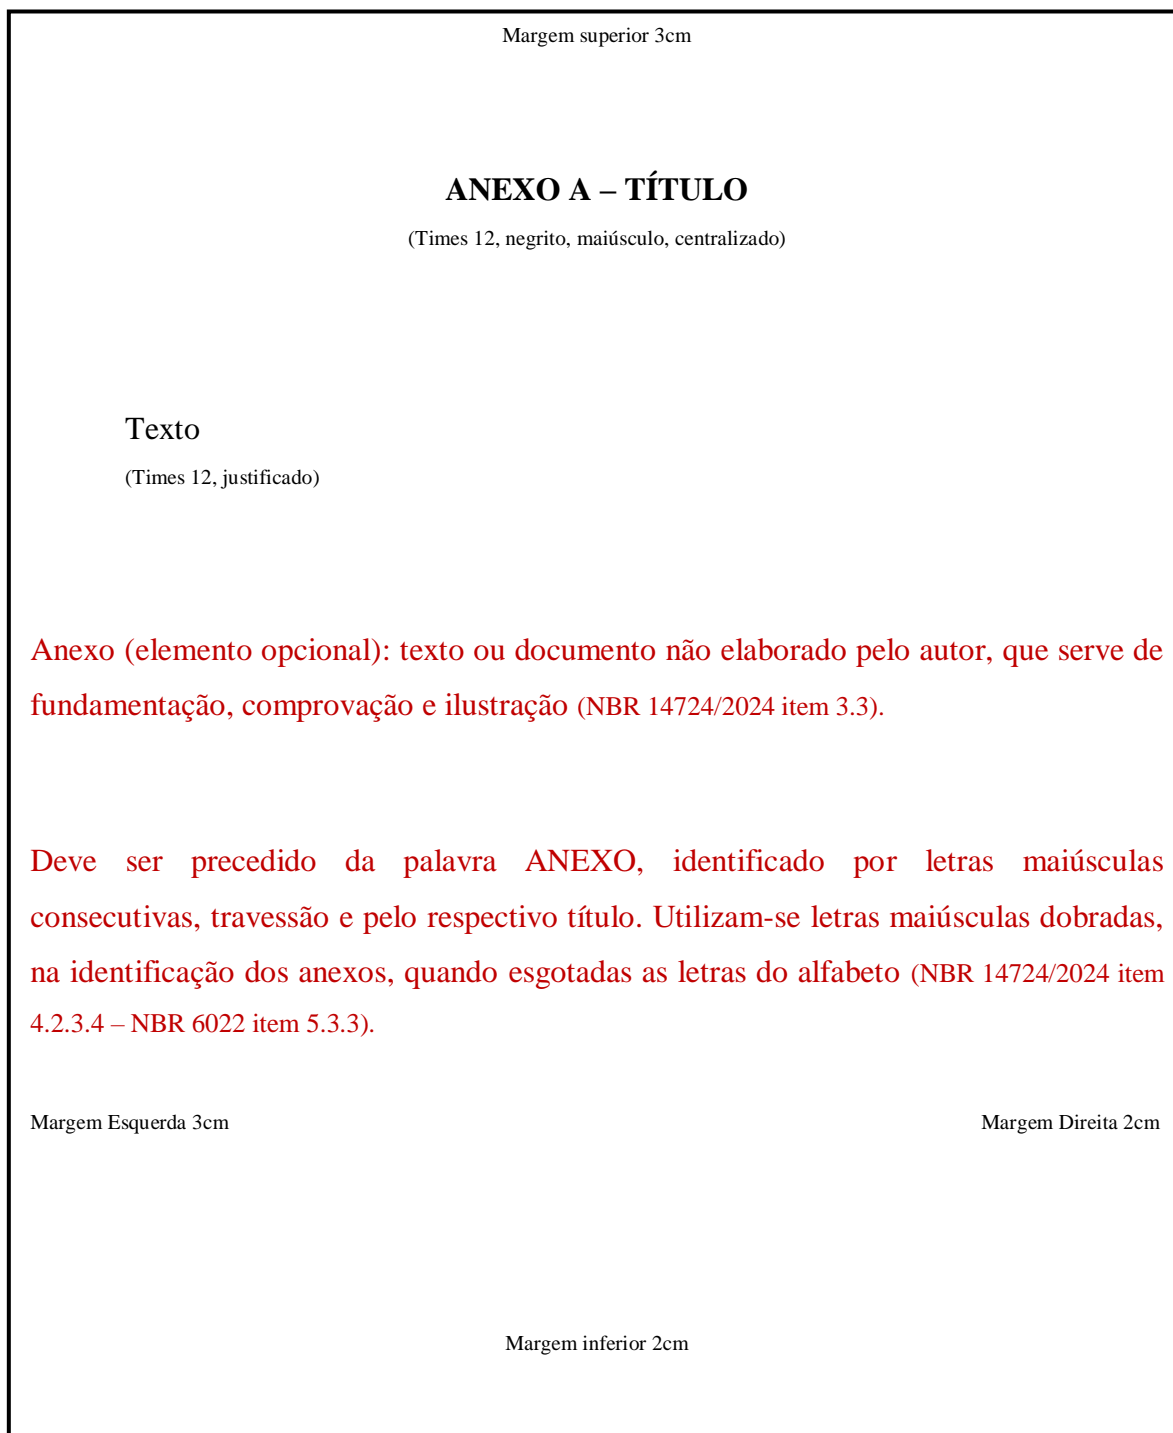 Margem superior 3cm
ANEXO A – TÍTULO
(Times 12, negrito, maiúsculo, centralizado)
Texto
(Times 12, justificado)
Anexo (elemento opcional): texto ou documento não elaborado pelo autor, que serve de
fundamentação, comprovação e ilustração (NBR 14724/2024 item 3.3).
Deve ser precedido da palavra ANEXO, identificado por letras maiúsculas
consecutivas, travessão e pelo respectivo título. Utilizam-se letras maiúsculas dobradas,
na identificação dos anexos, quando esgotadas as letras do alfabeto (NBR 14724/2024 item
4.2.3.4 – NBR 6022 item 5.3.3).
Margem Esquerda 3cm Margem Direita 2cm
Margem inferior 2cm